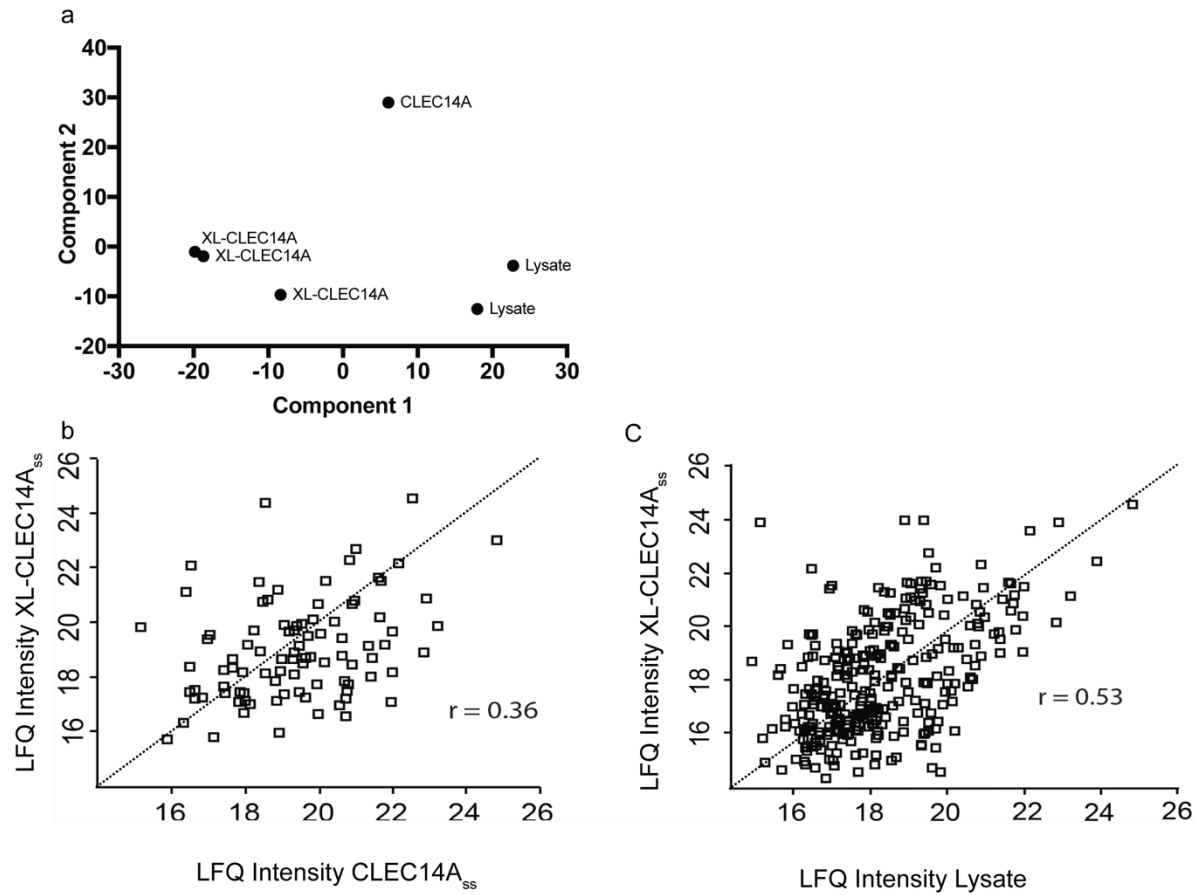 a
40
30
20
10
0
-10
-20
Component 2
CLEC14A
XL-CLEC14A
XL-CLEC14A
XL-CLEC14A
Lysate
Lysate
-30 -20 -10 0 10 20 30
Component 1
b
LFQ Intensity XL-CLEC14Ass
26
24
22
20
18
16
r = 0.36
16 18 20 22 24 26
LFQ Intensity CLEC14Ass
C
LFQ Intensity XL-CLEC14Ass
26
24
22
20
18
16
r = 0.53
16 18 20 22 24 26
LFQ Intensity Lysate